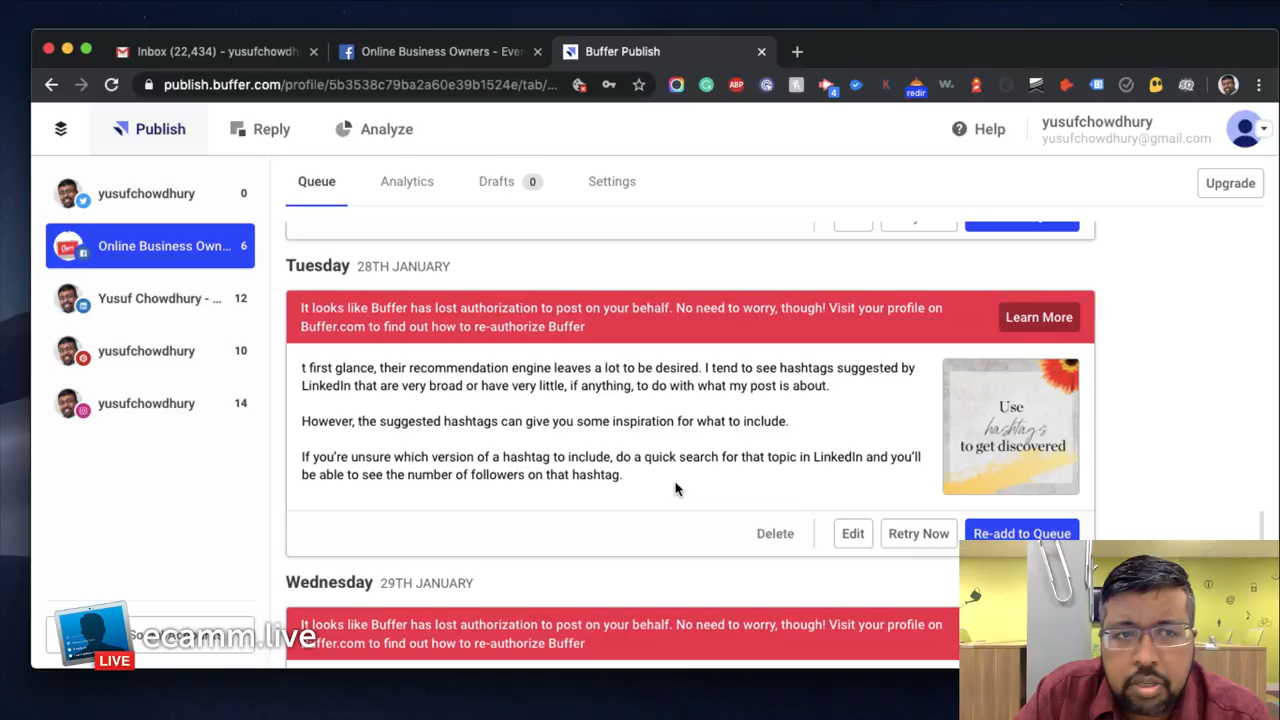 Inbox (22,434) - yusufchowdh
Online Business Owners - Ever
Buffer Publish
publish.buffer.com/profile/5b3538c79ba2a60e39b1524e/tab/...
ABP
K
W.
4
redir
Publish
Reply
Analyze
Help
yusufchowdhury
yusufchowdhury@gmail.com
yusufchowdhury 0
Online Business Own... 6
Yusuf Chowdhury - ... 12
yusufchowdhury 10
yusufchowdhury 14
Queue
Analytics
Drafts 0
Settings
Upgrade
Tuesday 28TH JANUARY
It looks like Buffer has lost authorization to post on your behalf. No need to worry, though! Visit your profile on
Buffer.com to find out how to re-authorize Buffer
Learn More
t first glance, their recommendation engine leaves a lot to be desired. I tend to see hashtags suggested by
LinkedIn that are very broad or have very little, if anything, to do with what my post is about.
However, the suggested hashtags can give you some inspiration for what to include.
If you're unsure which version of a hashtag to include, do a quick search for that topic in LinkedIn and you'll
be able to see the number of followers on that hashtag.
Use
hashtags
to get discovered
Delete
Edit
Retry Now
Re-add to Queue
Wednesday 29TH JANUARY
It looks like Buffer has lost authorization to post on your behalf. No need to worry, though! Visit your profile on
ffer.com to find out how to re-authorize Buffer
ecamm.live
LIVE